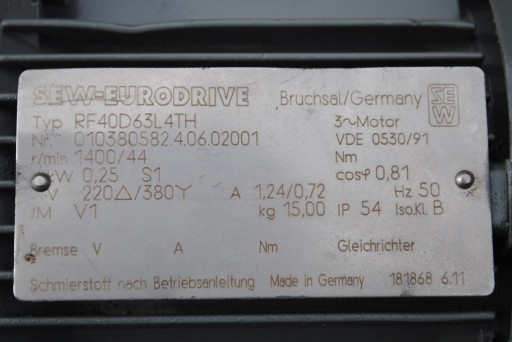 SEW-EURODRIVE Bruchsal/Germany SEW
Typ RF40D63L4TH 3~Motor
Nr. 010380582.4.06.02001 VDE 0530/91
r/min 1400/44 Nm
kW 0,25 S1 cosφ 0,81
V 220△/380Y A 1,24/0,72 Hz 50
IM V1 kg 15,00 IP 54 Iso.Kl. B
Bremse V A Nm Gleichrichter
Schmierstoff nach Betriebsanleitung Made in Germany 181868 6.11